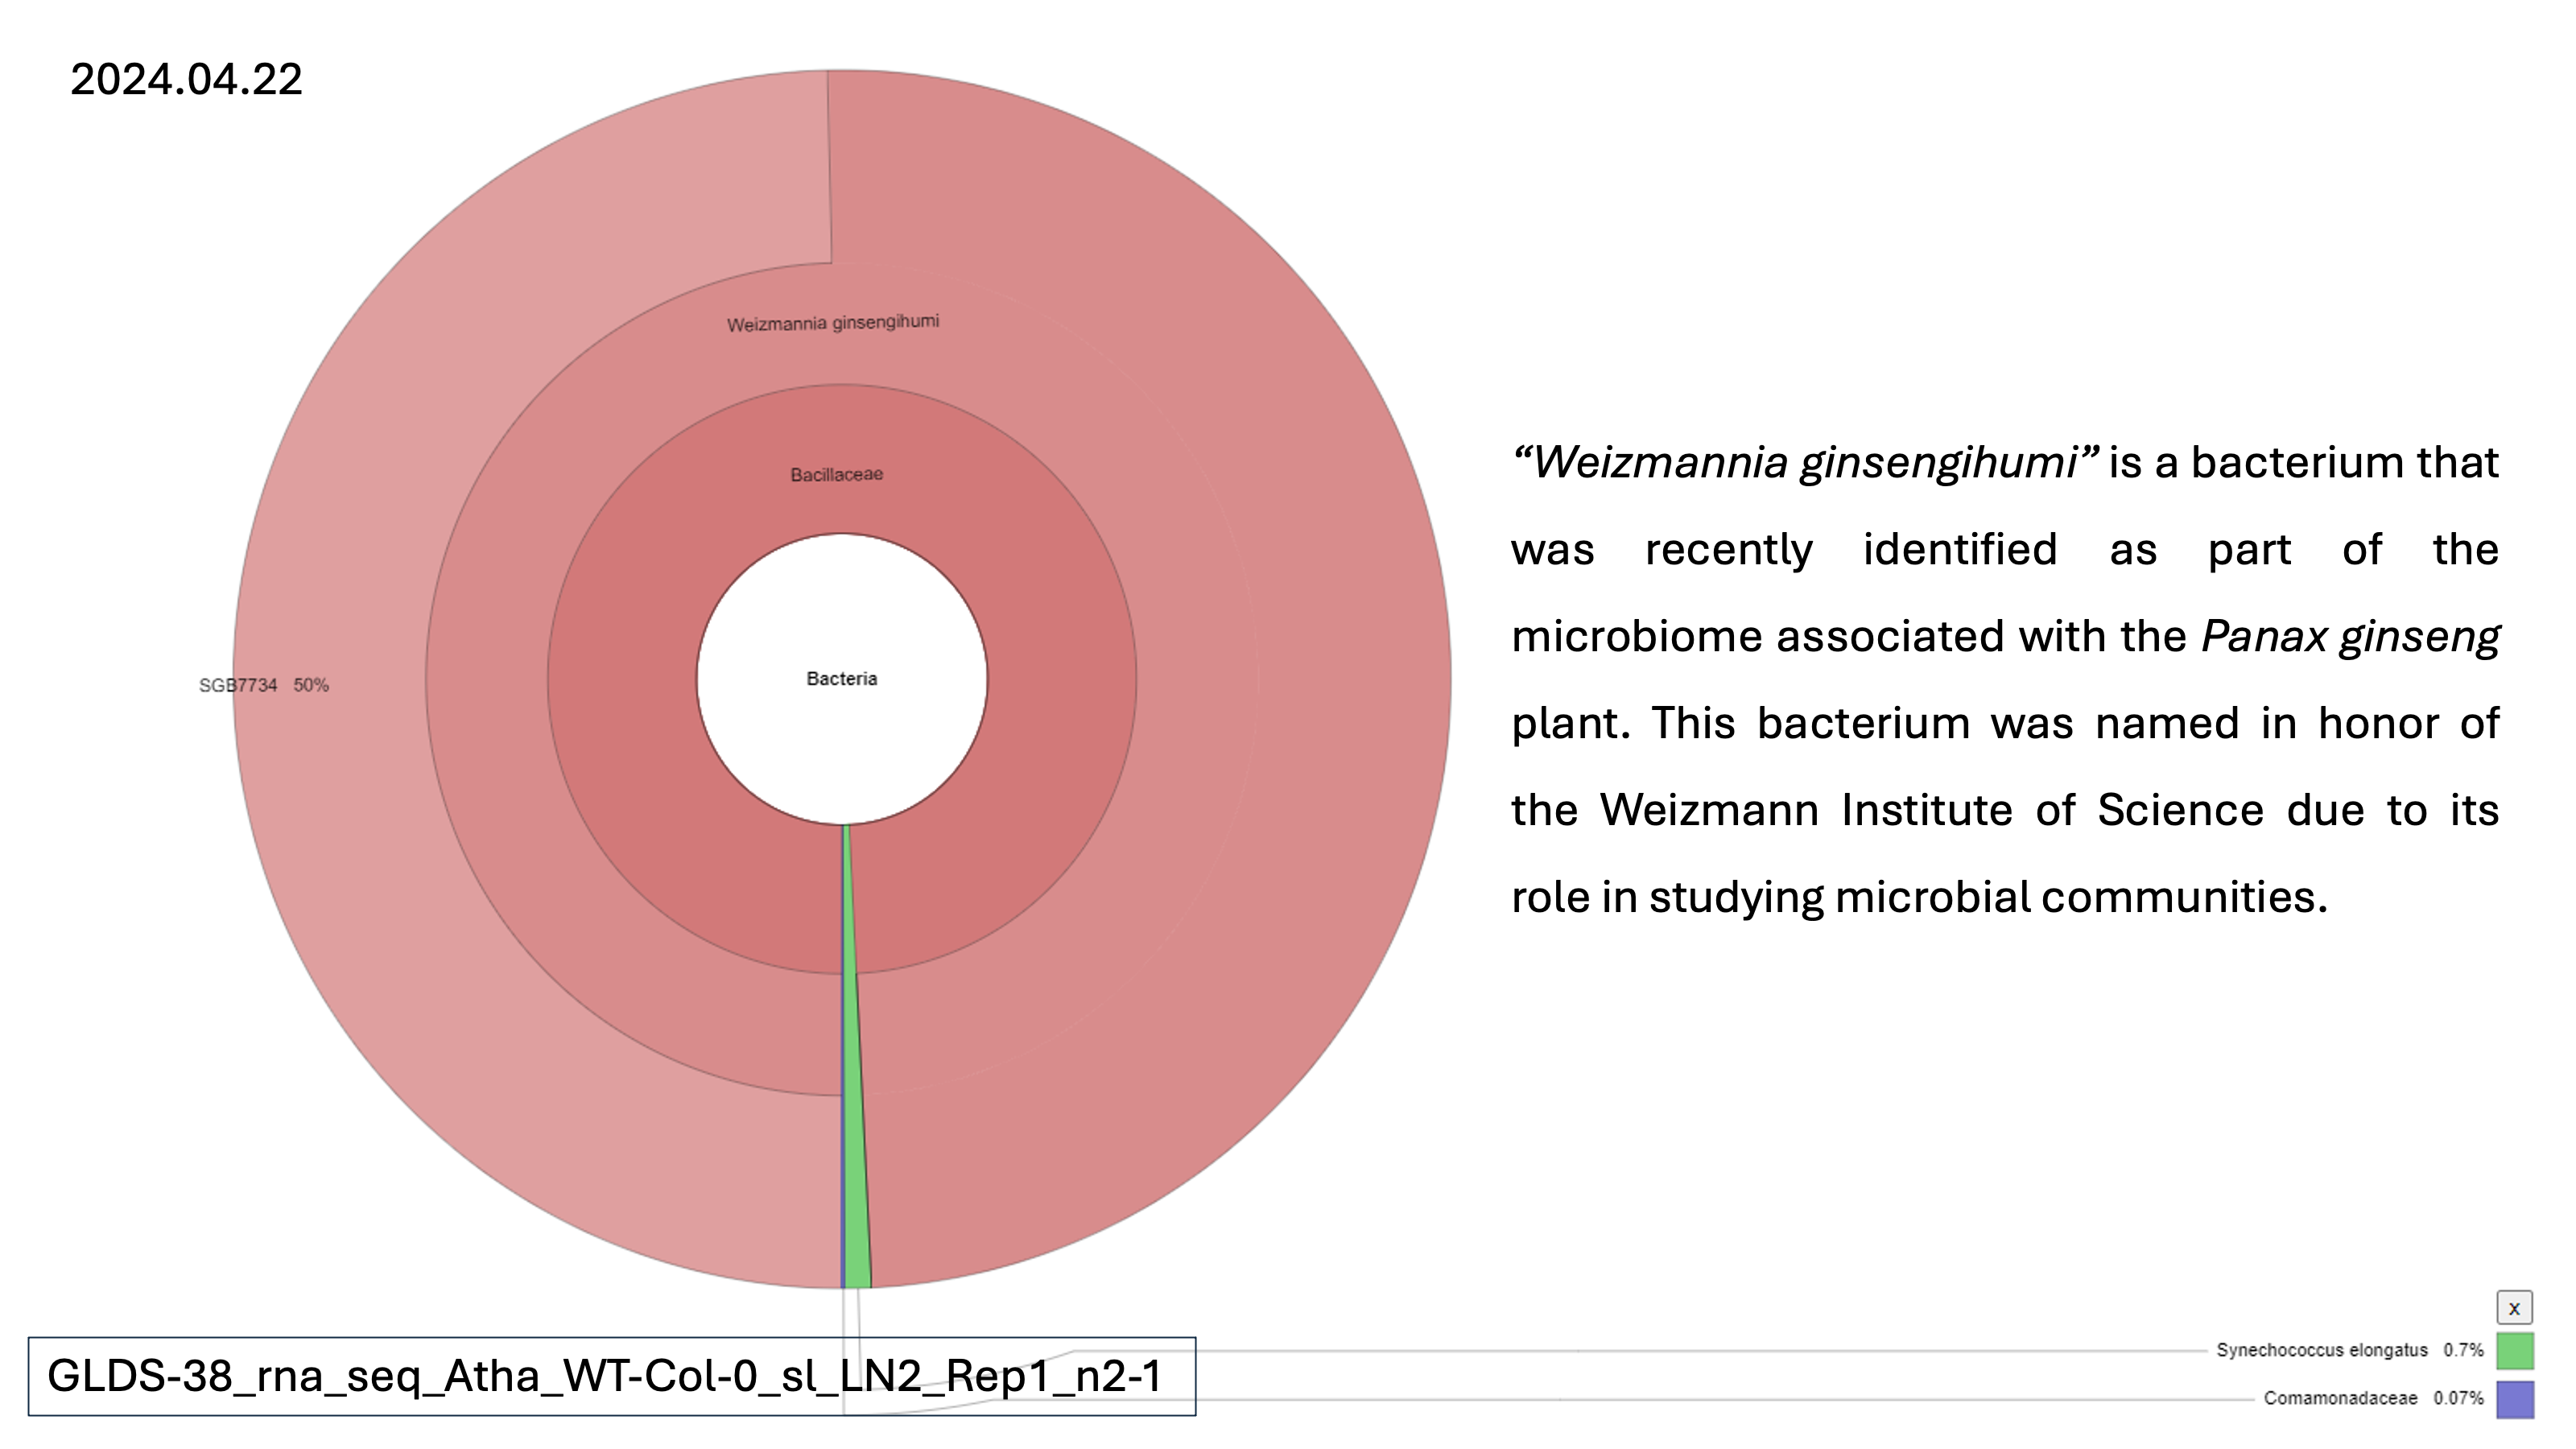 2024.04.22
Weizmannia ginsengihumi
Bacillaceae
Bacteria
SGB7734 50%
“Weizmannia ginsengihumi” is a bacterium that
was recently identified as part of the
microbiome associated with the Panax ginseng
plant. This bacterium was named in honor of
the Weizmann Institute of Science due to its
role in studying microbial communities.
x
Synechococcus elongatus 0.7%
Comamonadaceae 0.07%
GLDS-38_rna_seq_Atha_WT-Col-0_sl_LN2_Rep1_n2-1